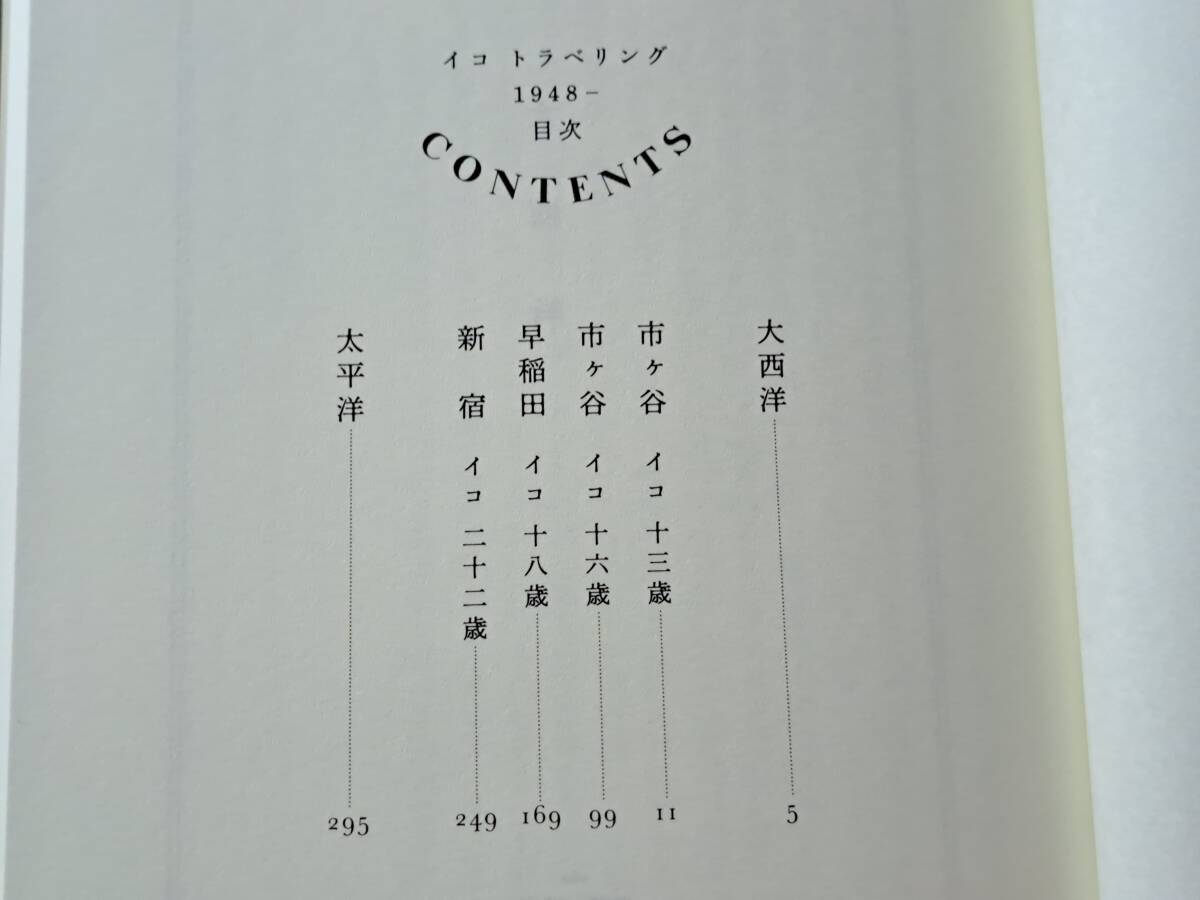 イコ トラベリング
1948–
目次
CONTENTS
大西洋 5
市ヶ谷 イコ 十三歳 11
市ヶ谷 イコ 十六歳 99
早稲田 イコ 十八歳 169
新宿 イコ 二十二歳 249
太平洋 295